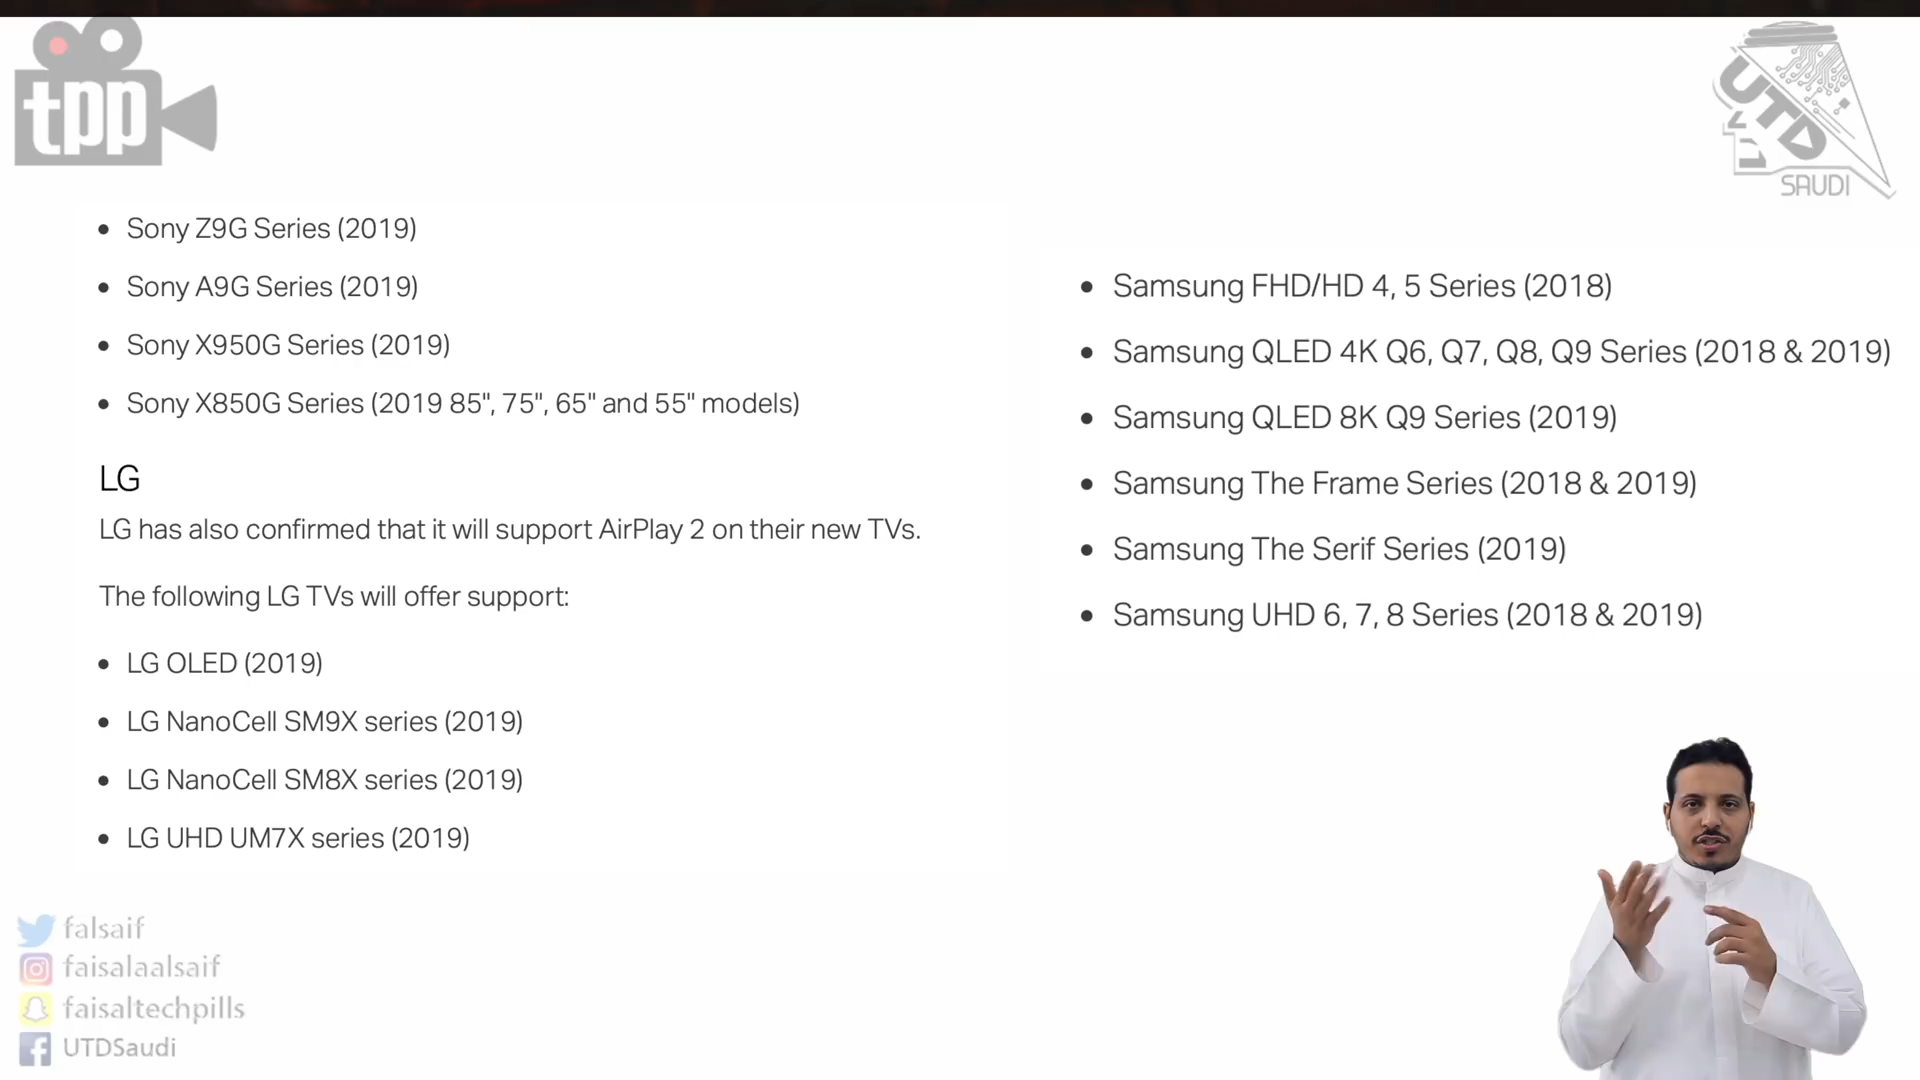 tpp
UTD
SAUDI
Sony Z9G Series (2019)
Sony A9G Series (2019)
Sony X950G Series (2019)
Sony X850G Series (2019 85", 75", 65" and 55" models)
LG
LG has also confirmed that it will support AirPlay 2 on their new TVs.
The following LG TVs will offer support:
LG OLED (2019)
LG NanoCell SM9X series (2019)
LG NanoCell SM8X series (2019)
LG UHD UM7X series (2019)
Samsung FHD/HD 4, 5 Series (2018)
Samsung QLED 4K Q6, Q7, Q8, Q9 Series (2018 & 2019)
Samsung QLED 8K Q9 Series (2019)
Samsung The Frame Series (2018 & 2019)
Samsung The Serif Series (2019)
Samsung UHD 6, 7, 8 Series (2018 & 2019)
falsaif
faisalaalsaif
faisaltechpills
UTDSaudi